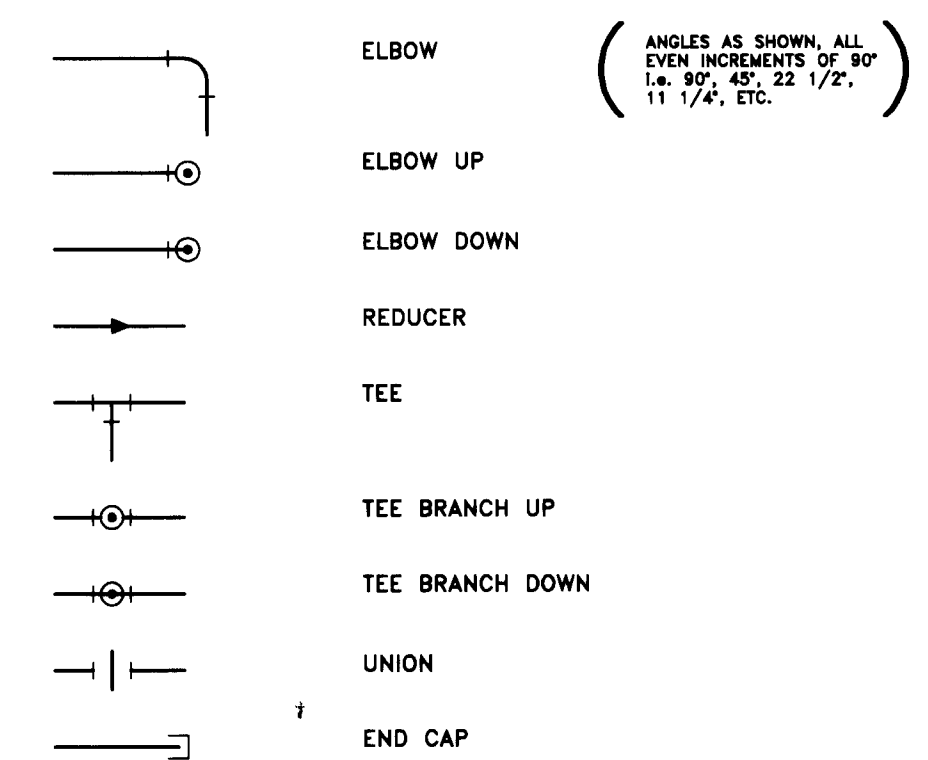 ELBOW
ANGLES AS SHOWN, ALL
EVEN INCREMENTS OF 90°
i.e. 90°, 45°, 22 1/2°,
11 1/4°, ETC.
ELBOW UP
ELBOW DOWN
REDUCER
TEE
TEE BRANCH UP
TEE BRANCH DOWN
UNION
END CAP